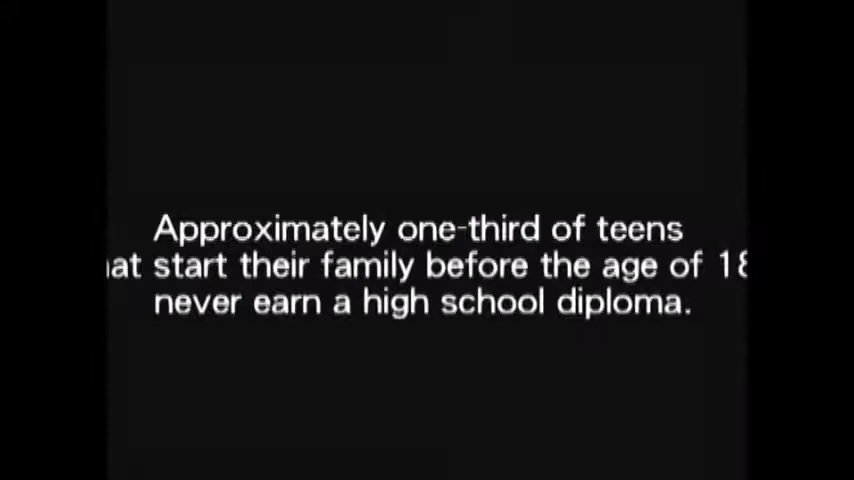 Approximately one-third of teens
start their family before the age of
never earn a high school diploma.